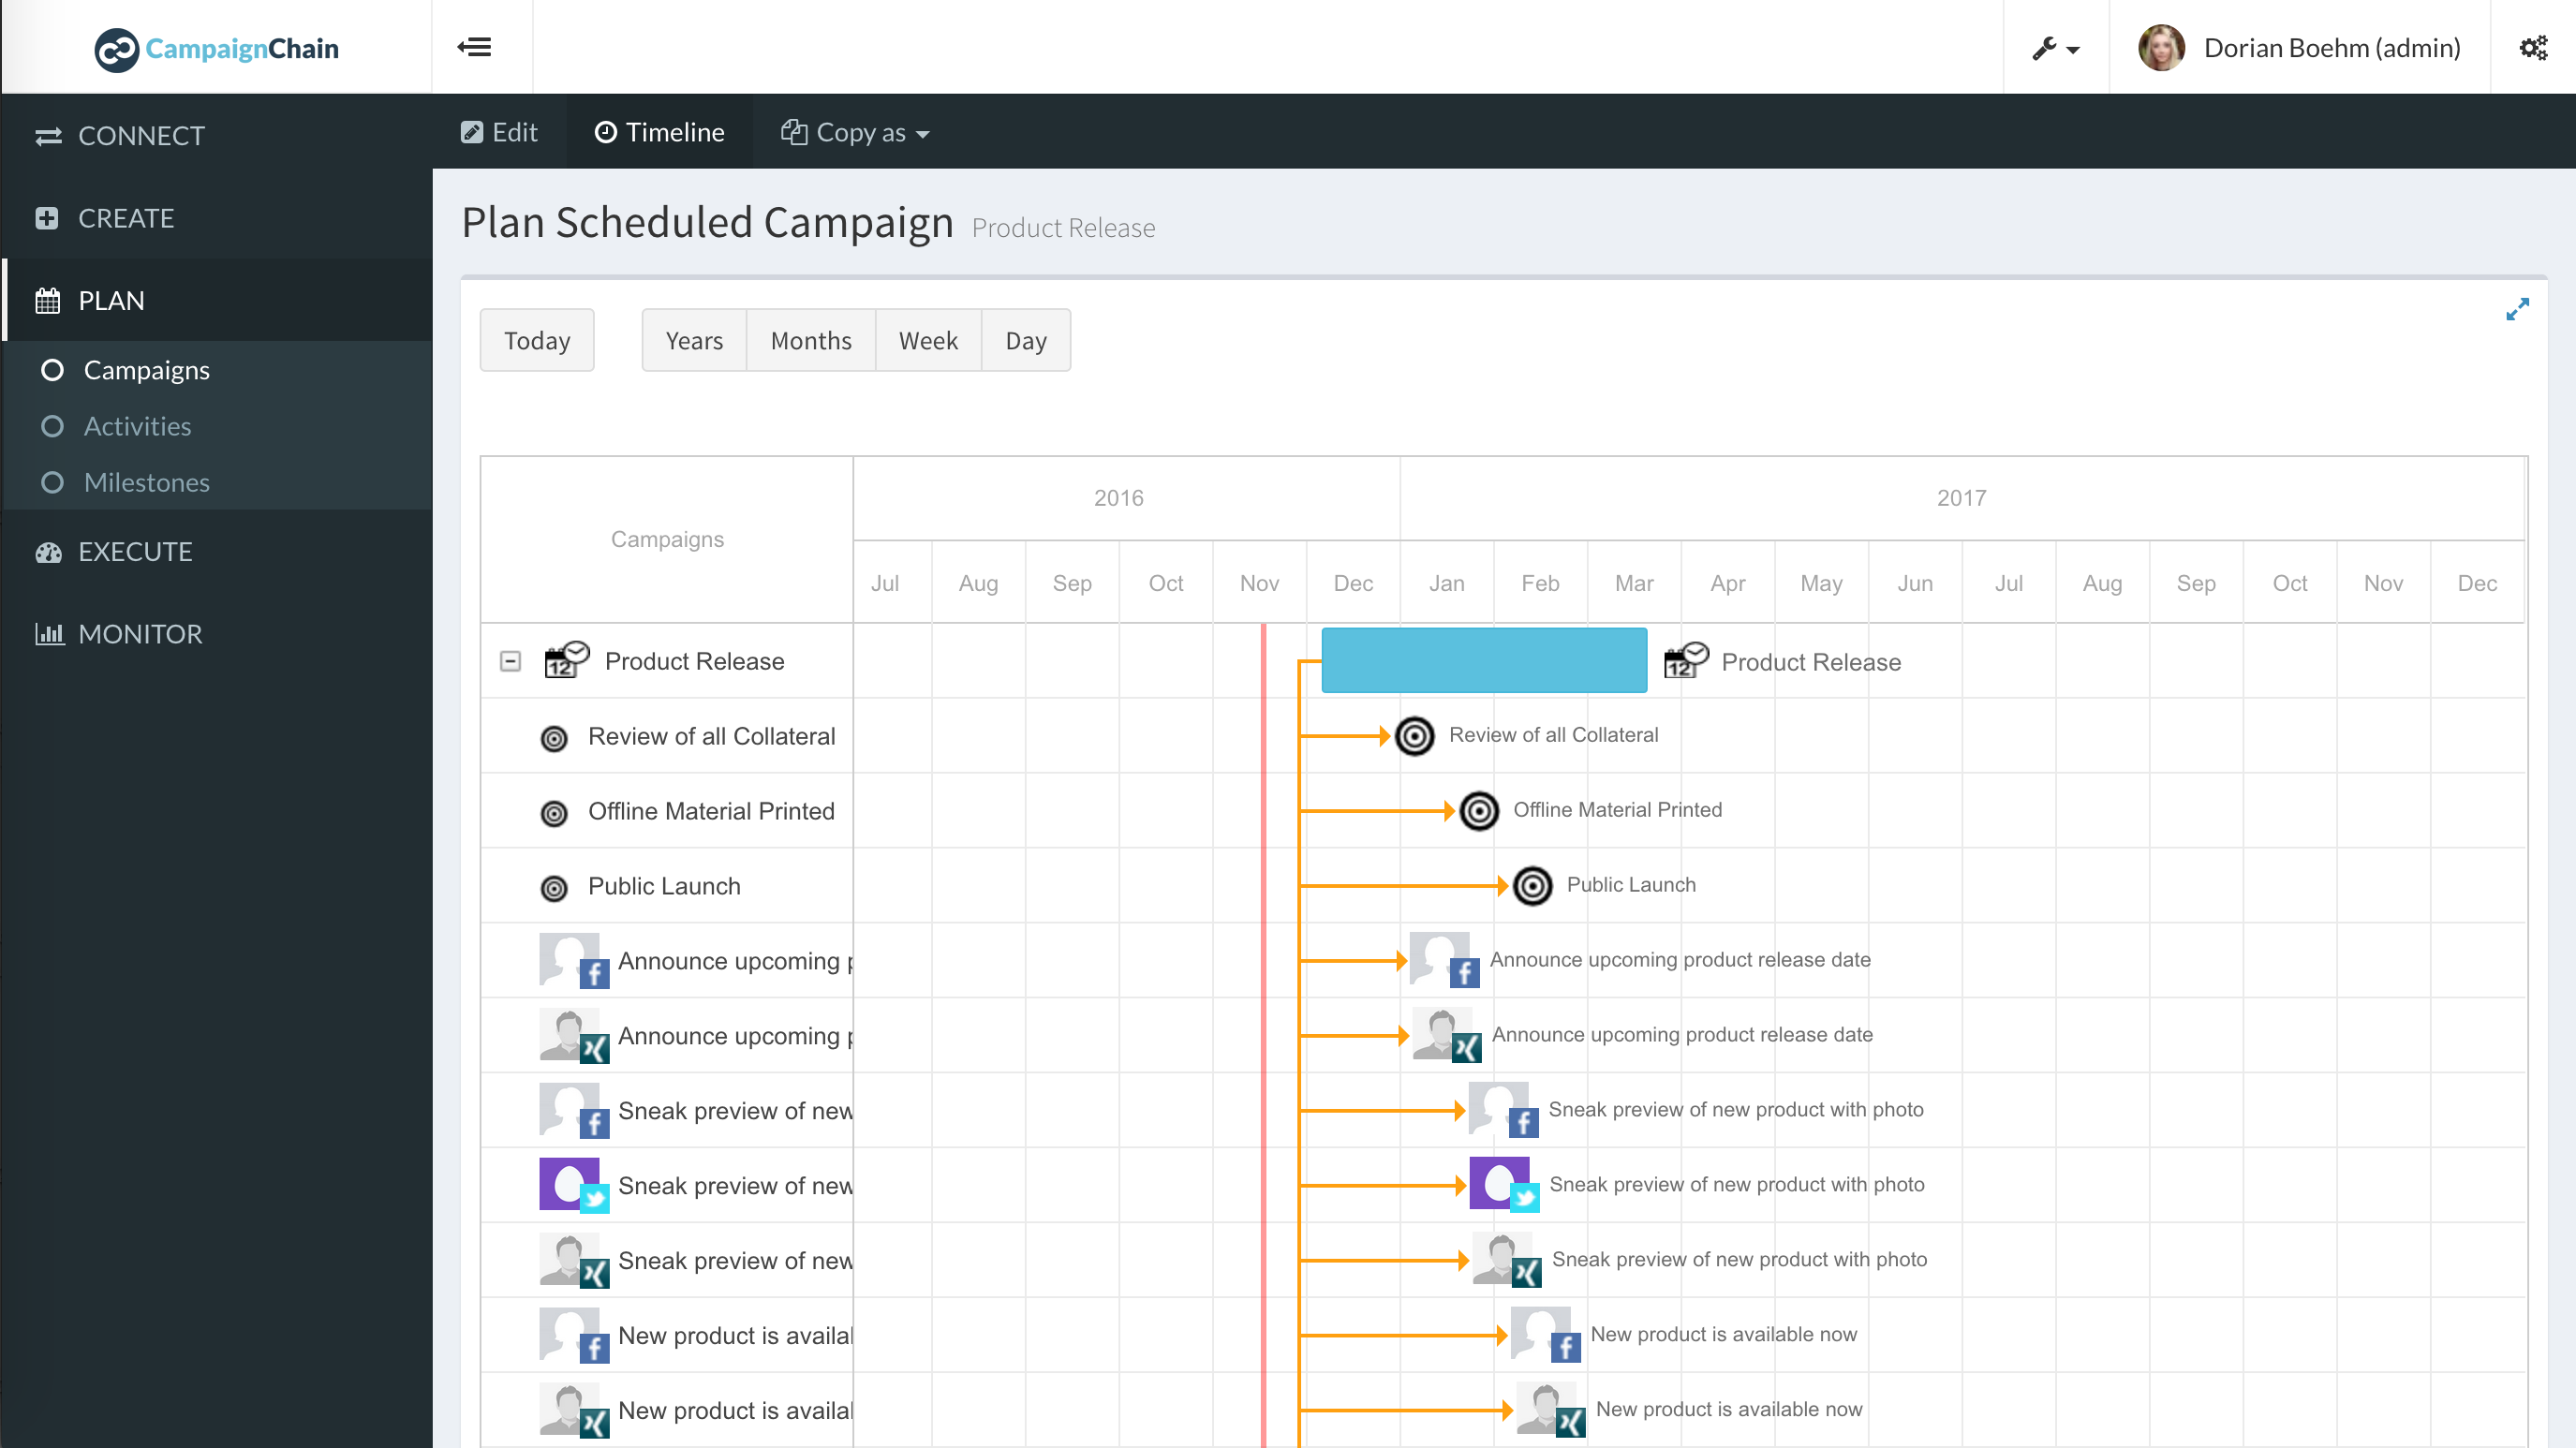 CampaignChain
Dorian Boehm (admin)
CONNECT
CREATE
PLAN
Campaigns
Activities
Milestones
EXECUTE
MONITOR
Edit
Timeline
Copy as
Plan Scheduled Campaign Product Release
Today
Years
Months
Week
Day
Campaigns
2016
2017
Jul Aug Sep Oct Nov Dec Jan Feb Mar Apr May Jun Jul Aug Sep Oct Nov Dec
12 Product Release
12 Product Release
Review of all Collateral
Review of all Collateral
Offline Material Printed
Offline Material Printed
Public Launch
Public Launch
f Announce upcoming
f Announce upcoming product release date
Announce upcoming
Announce upcoming product release date
f Sneak preview of new
f Sneak preview of new product with photo
Sneak preview of new
Sneak preview of new product with photo
Sneak preview of new
Sneak preview of new product with photo
f New product is availa
f New product is available now
New product is availa
New product is available now